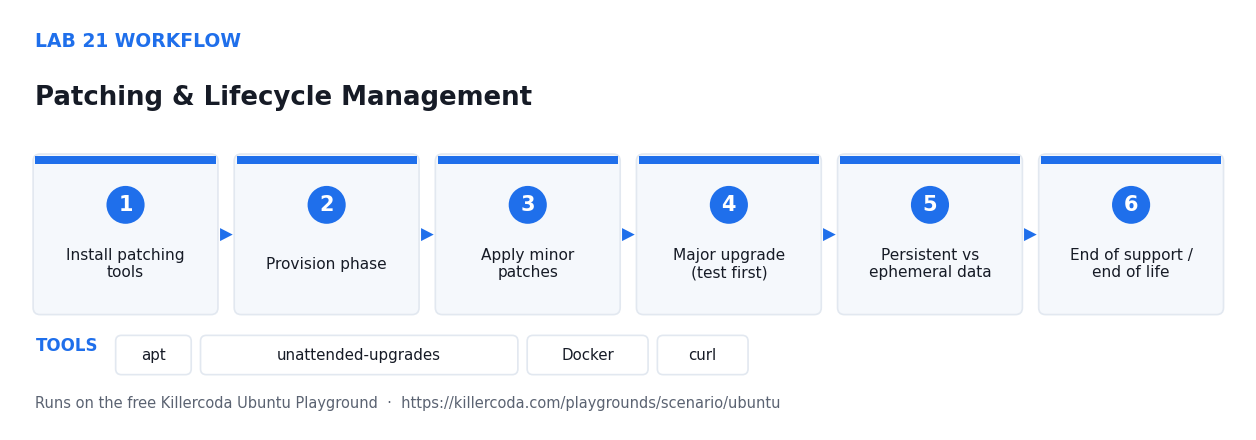 LAB 21 WORKFLOW
Patching & Lifecycle Management
1
Install patching
tools
2
Provision phase
3
Apply minor
patches
4
Major upgrade
(test first)
5
Persistent vs
ephemeral data
6
End of support /
end of life
TOOLS
apt
unattended-upgrades
Docker
curl
Runs on the free Killercoda Ubuntu Playground · https://killercoda.com/playgrounds/scenario/ubuntu